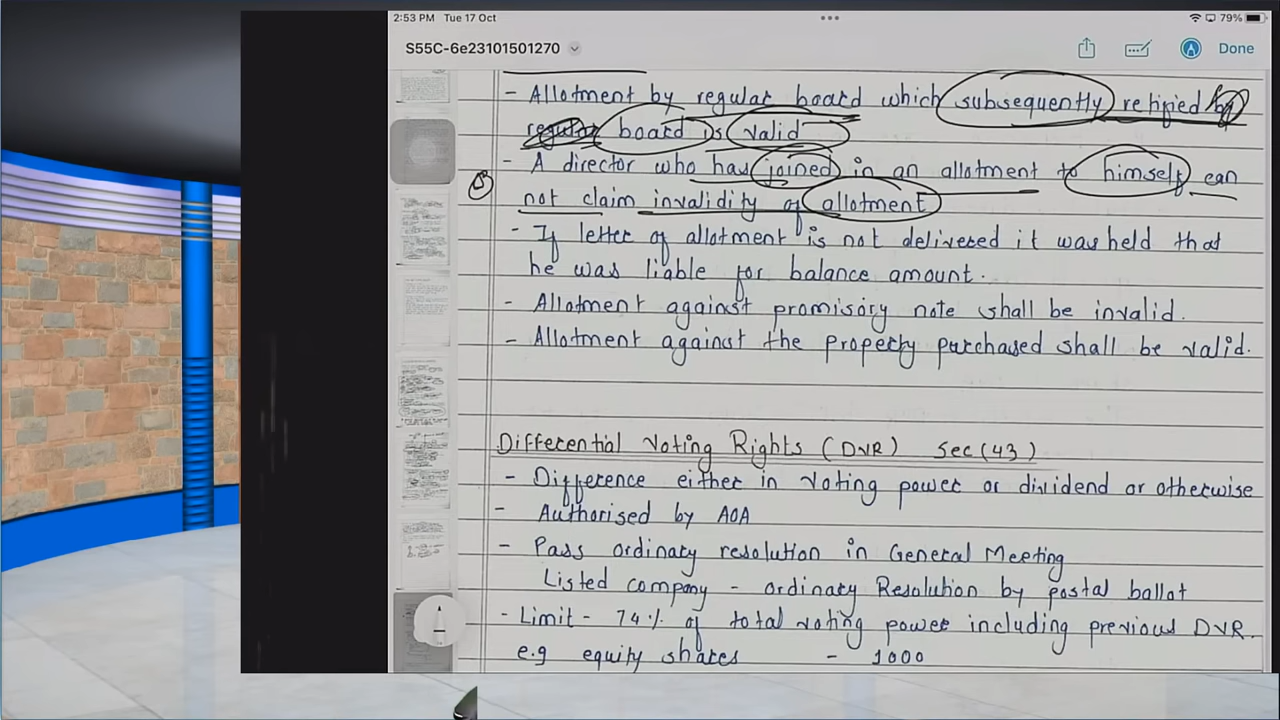 2:53 PM Tue 17 Oct
79%
S55C-6e23101501270
Done
- Allotment by regular board which subsequently retified by
board is valid
- A director who has joined in an allotment to himself can
not claim invalidity of allotment
- If letter of allotment is not delivered it was held that
he was liable for balance amount.
- Allotment against promisory note shall be invalid.
- Allotment against the property purchased shall be valid.
Differential Voting Rights (DVR) Sec (43)
- Difference either in voting power or dividend or otherwise
- Authorised by AOA
- Pass ordinary resolution in General Meeting
Listed company - ordinary Resolution by postal ballot
- Limit - 74% of total voting power including previous DVR.
e.g equity shares - 1000